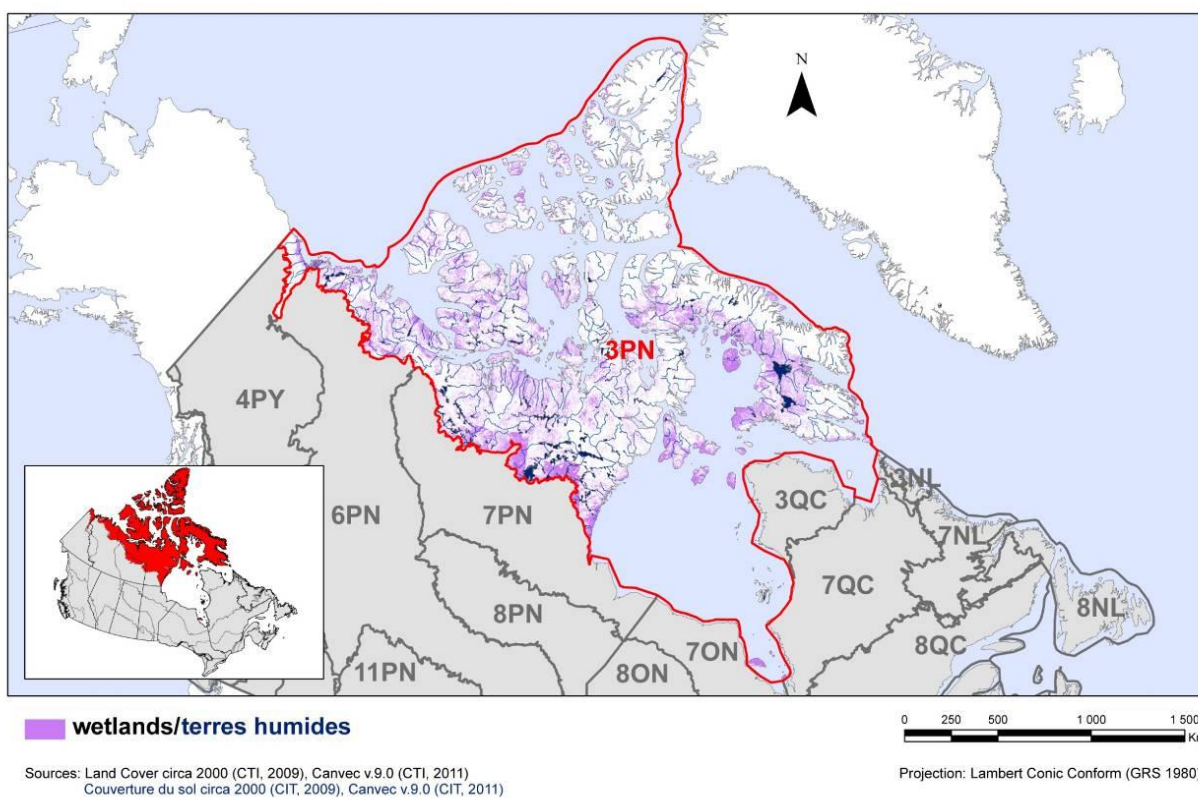 N
3PN
4PY
3NL
3QC
6PN
7PN
7NL
7QC
8NL
8PN
7ON
8QC
8ON
11PN
wetlands/terres humides
0 250 500 1 000 1 500
Sources: Land Cover circa 2000 (CTI, 2009), Canvec v.9.0 (CTI, 2011)
Couverture du sol circa 2000 (CIT, 2009), Canvec v.9.0 (CIT, 2011)
Projection: Lambert Conic Conform (GRS 1980)